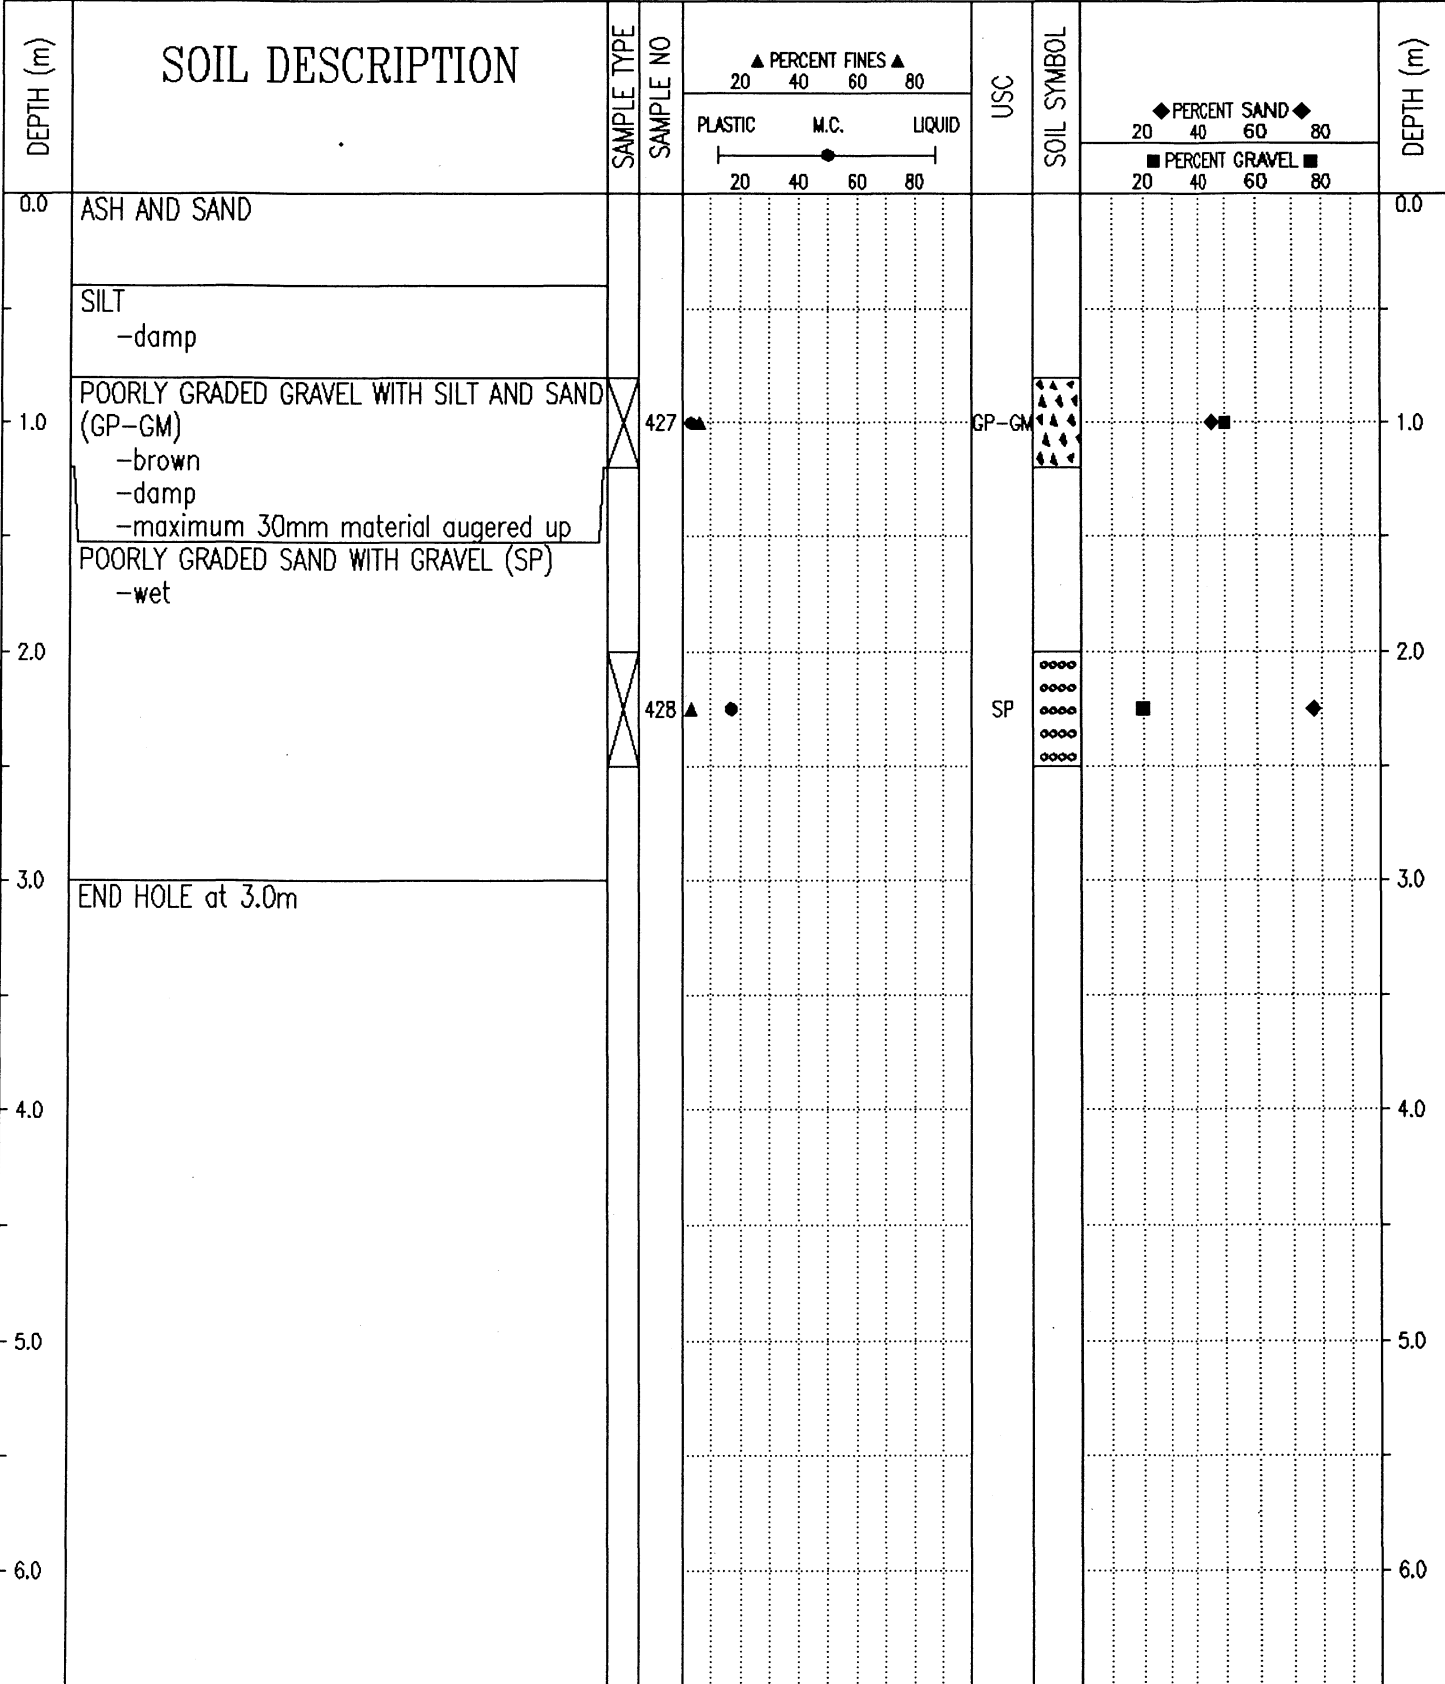 DEPTH (m)
SOIL DESCRIPTION
SAMPLE TYPE
SAMPLE NO
▲ PERCENT FINES ▲
20 40 60 80
PLASTIC M.C. LIQUID
20 40 60 80
USC
SOIL SYMBOL
◆ PERCENT SAND ◆
20 40 60 80
■ PERCENT GRAVEL ■
20 40 60 80
DEPTH (m)
0.0 ASH AND SAND 0.0
SILT
-damp
POORLY GRADED GRAVEL WITH SILT AND SAND
1.0 (GP-GM) 427 GP-GM 1.0
-brown
-damp
-maximum 30mm material augered up
POORLY GRADED SAND WITH GRAVEL (SP)
-wet
2.0 2.0
428 SP
3.0 3.0
END HOLE at 3.0m
4.0 4.0
5.0 5.0
6.0 6.0